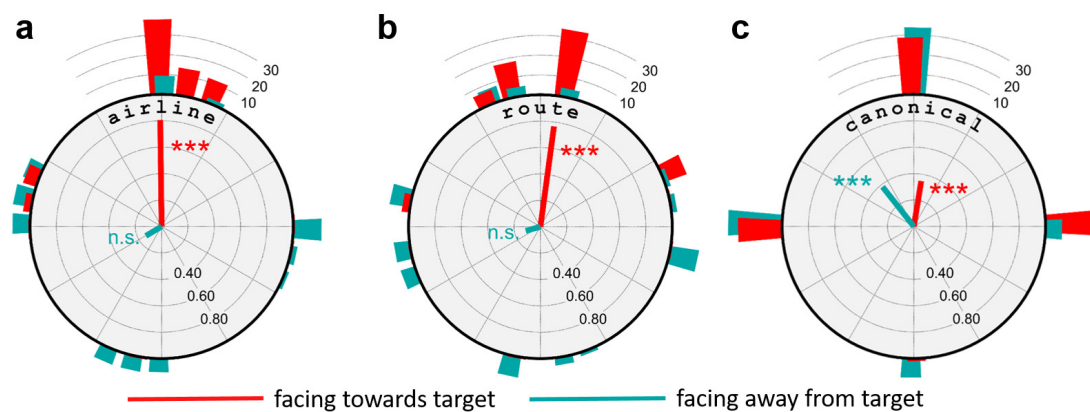 a
30
20
10
airline
***
n.s.
0.40
0.60
0.80
b
30
20
10
route
***
n.s.
0.40
0.60
0.80
c
30
20
10
canonical
***
***
0.40
0.60
0.80
facing towards target
facing away from target